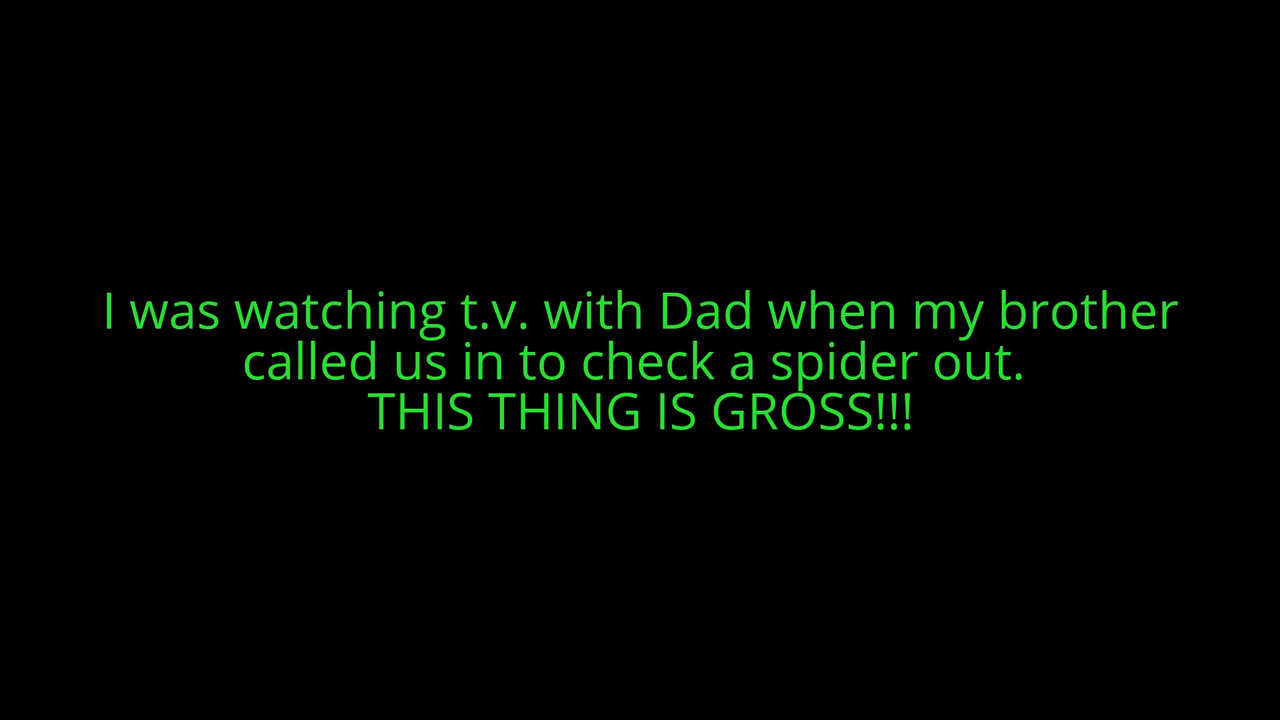 I was watching t.v. with Dad when my brother
called us in to check a spider out.
THIS THING IS GROSS!!!